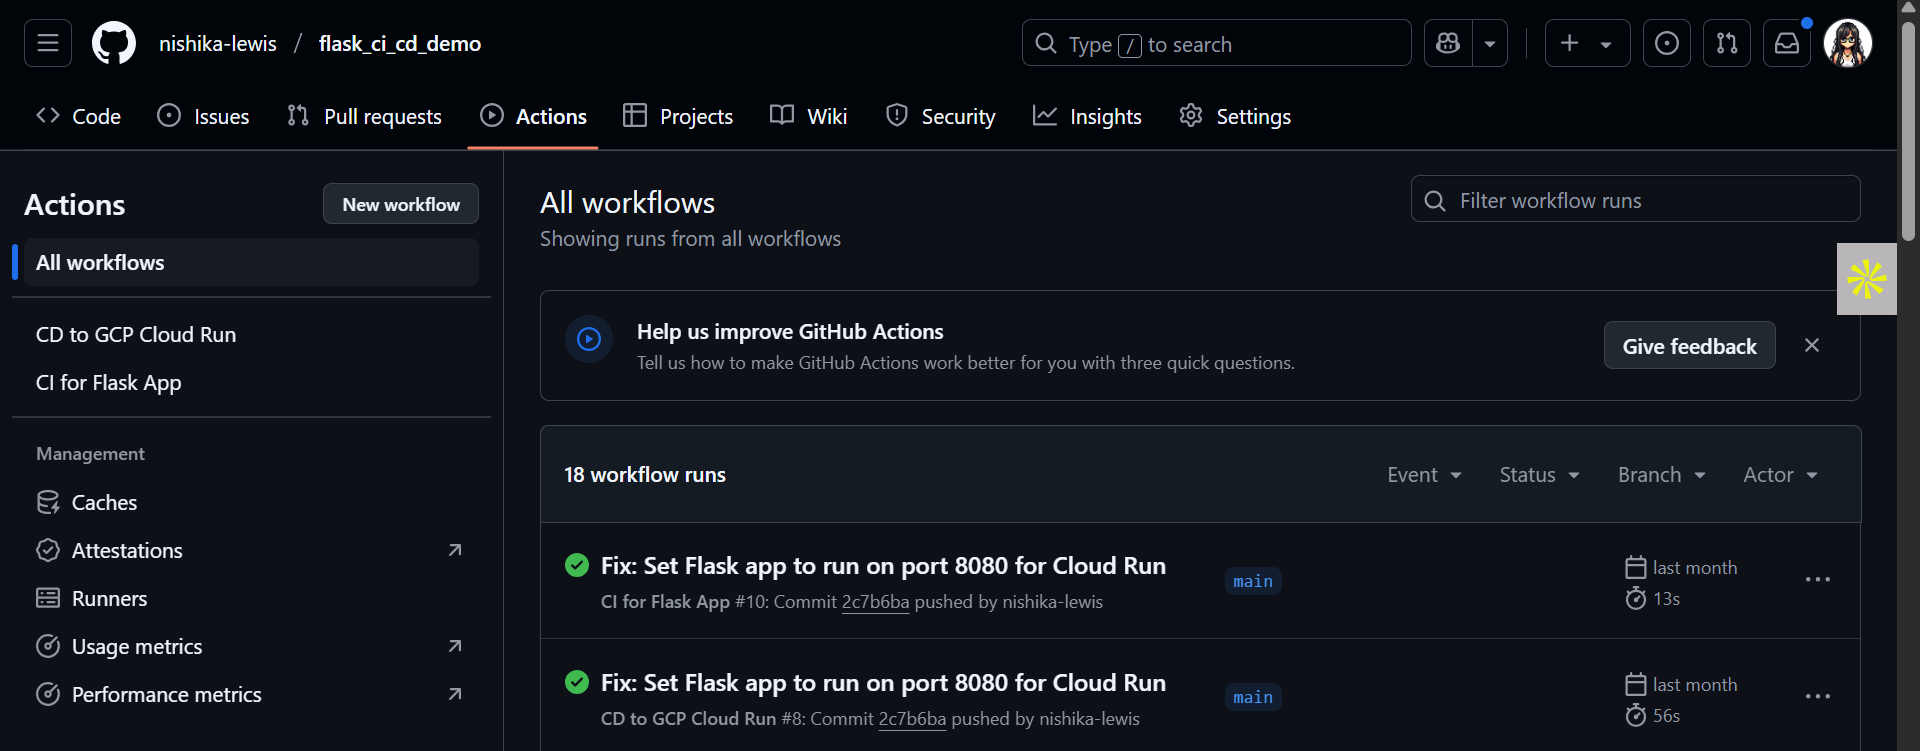 nishika-lewis / flask_ci_cd_demo
Type / to search
Code Issues Pull requests Actions Projects Wiki Security Insights Settings
Actions
New workflow
All workflows
CD to GCP Cloud Run
CI for Flask App
Management
Caches
Attestations
Runners
Usage metrics
Performance metrics
All workflows
Showing runs from all workflows
Filter workflow runs
Help us improve GitHub Actions
Tell us how to make GitHub Actions work better for you with three quick questions.
Give feedback
18 workflow runs
Event Status Branch Actor
Fix: Set Flask app to run on port 8080 for Cloud Run
CI for Flask App #10: Commit 2c7b6ba pushed by nishika-lewis
main
last month
13s
Fix: Set Flask app to run on port 8080 for Cloud Run
CD to GCP Cloud Run #8: Commit 2c7b6ba pushed by nishika-lewis
main
last month
56s